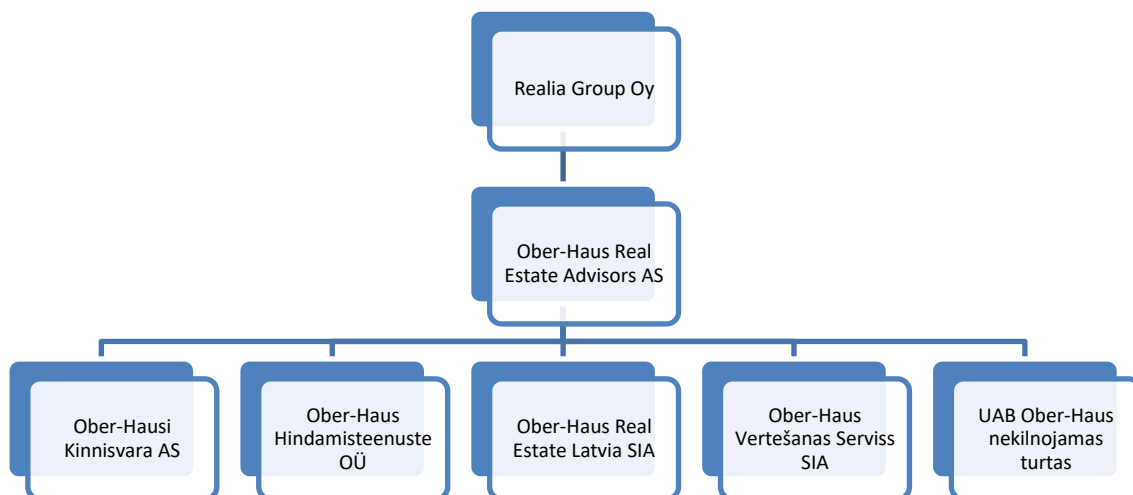 Realia Group Oy
Ober-Haus Real
Estate Advisors AS
Ober-Hausi
Kinnisvara AS
Ober-Haus
Hindamisteenuste
OÜ
Ober-Haus Real
Estate Latvia SIA
Ober-Haus
Vertešanas Serviss
SIA
UAB Ober-Haus
nekilnojamas
turtas